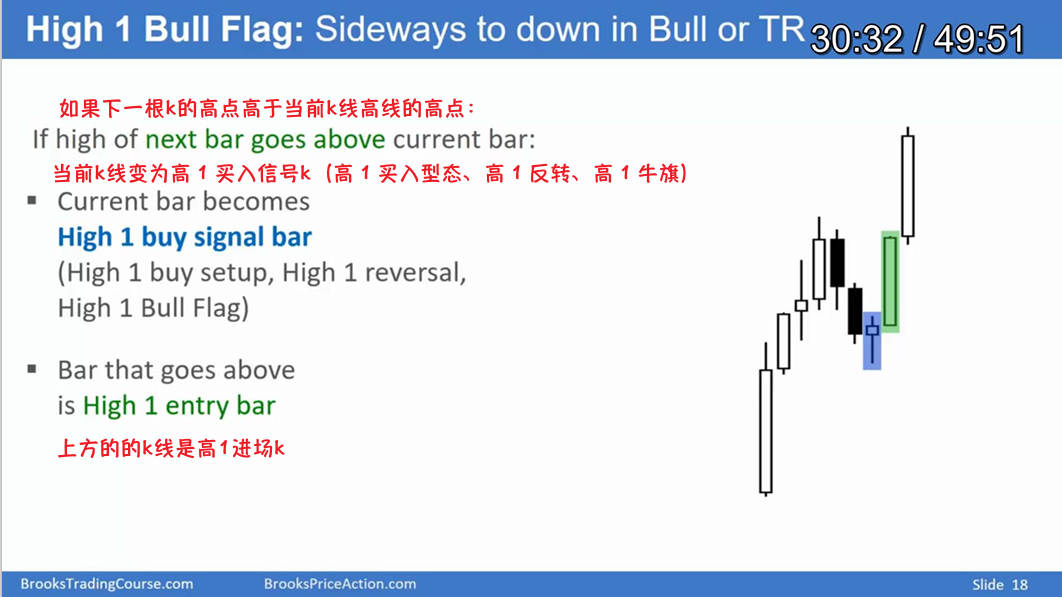 High 1 Bull Flag: Sideways to down in Bull or TR
30:32 / 49:51
如果下一根k的高点高于当前k线高线的高点：
If high of next bar goes above current bar:
当前k线变为高1买入信号k（高1买入型态、高1反转、高1牛旗）
▪ Current bar becomes
High 1 buy signal bar
(High 1 buy setup, High 1 reversal,
High 1 Bull Flag)
▪ Bar that goes above
is High 1 entry bar
上方的的k线是高1进场k
BrooksTradingCourse.com
BrooksPriceAction.com
Slide 18